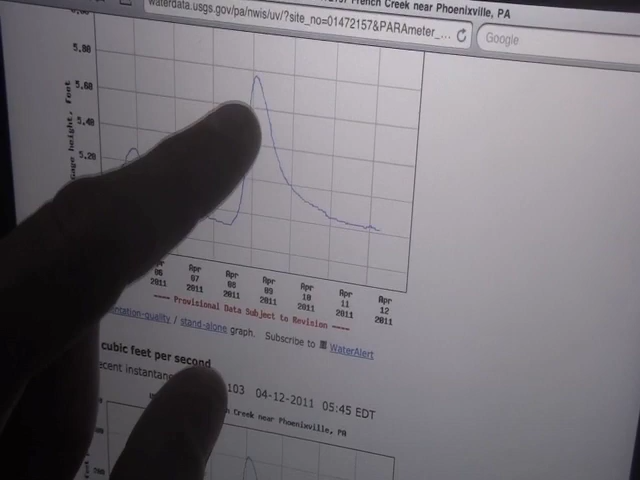 French Creek near Phoenixville, PA
waterdata.usgs.gov/pa/nwis/uv/?site_no=01472157&PARAmeter_...
Google
5.80
5.60
5.40
5.20
Gage height, feet
Apr 06 2011
Apr 07 2011
Apr 08 2011
Apr 09 2011
Apr 10 2011
Apr 11 2011
Apr 12 2011
---- Provisional Data Subject to Revision ----
entation-quality / stand-alone graph. Subscribe to WaterAlert
cubic feet per second
ecent instantane 103 04-12-2011 05:45 EDT
h Creek near Phoenixville, PA